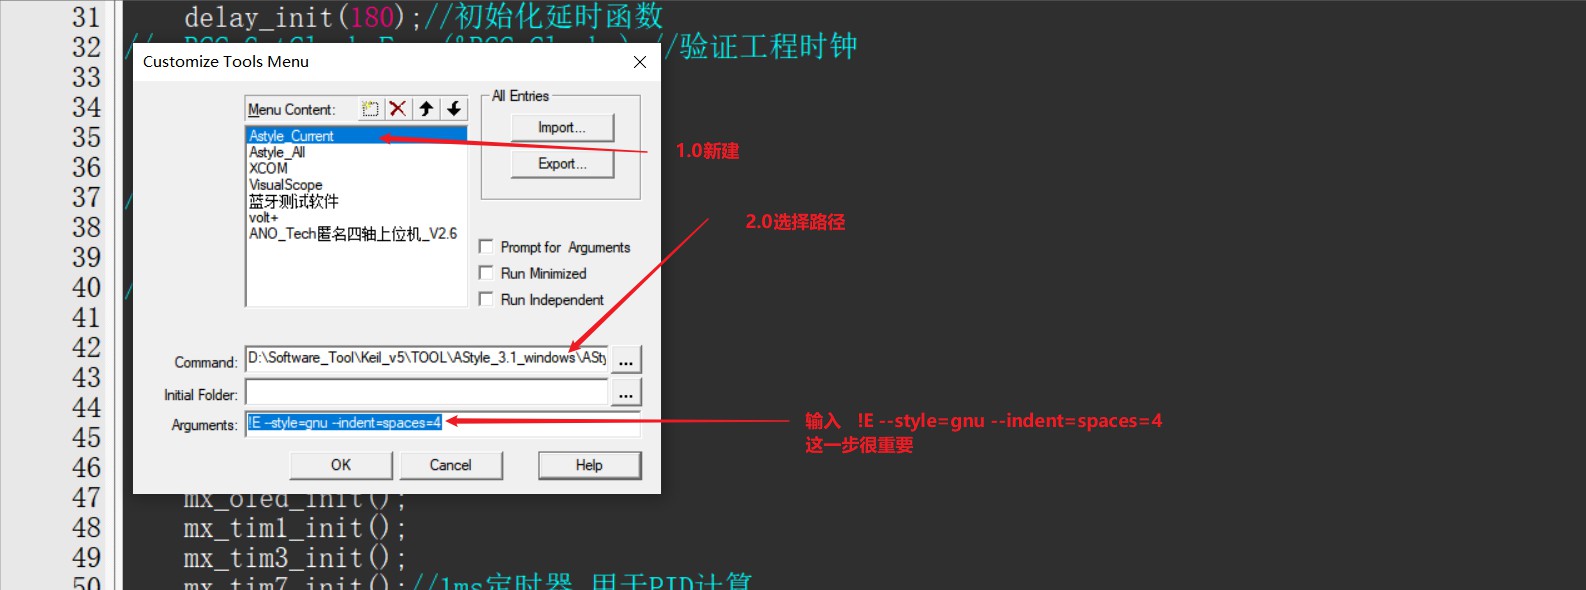 31 delay_init(180);//初始化延时函数
32 // //验证工程时钟
Customize Tools Menu
33
34
35
36
37 /
38
39
40 /
41
42
43
44
45
46
Menu Content:
Astyle_Current
Astyle_All
XCOM
VisualScope
蓝牙测试软件
volt+
ANO_Tech匿名四轴上位机_V2.6
All Entries
Import...
Export...
Prompt for Arguments
Run Minimized
Run Independent
Command: D:\Software_Tool\Keil_v5\TOOL\AStyle_3.1_windows\ASty ...
Initial Folder: ...
Arguments: !E --style=gnu --indent=spaces=4
OK Cancel Help
1.0新建
2.0选择路径
输入 !E --style=gnu --indent=spaces=4
这一步很重要
47 mx_oled_init();
48 mx_tim1_init();
49 mx_tim3_init();
50 mx_tim7_init();//1ms定时器 用于PID计算